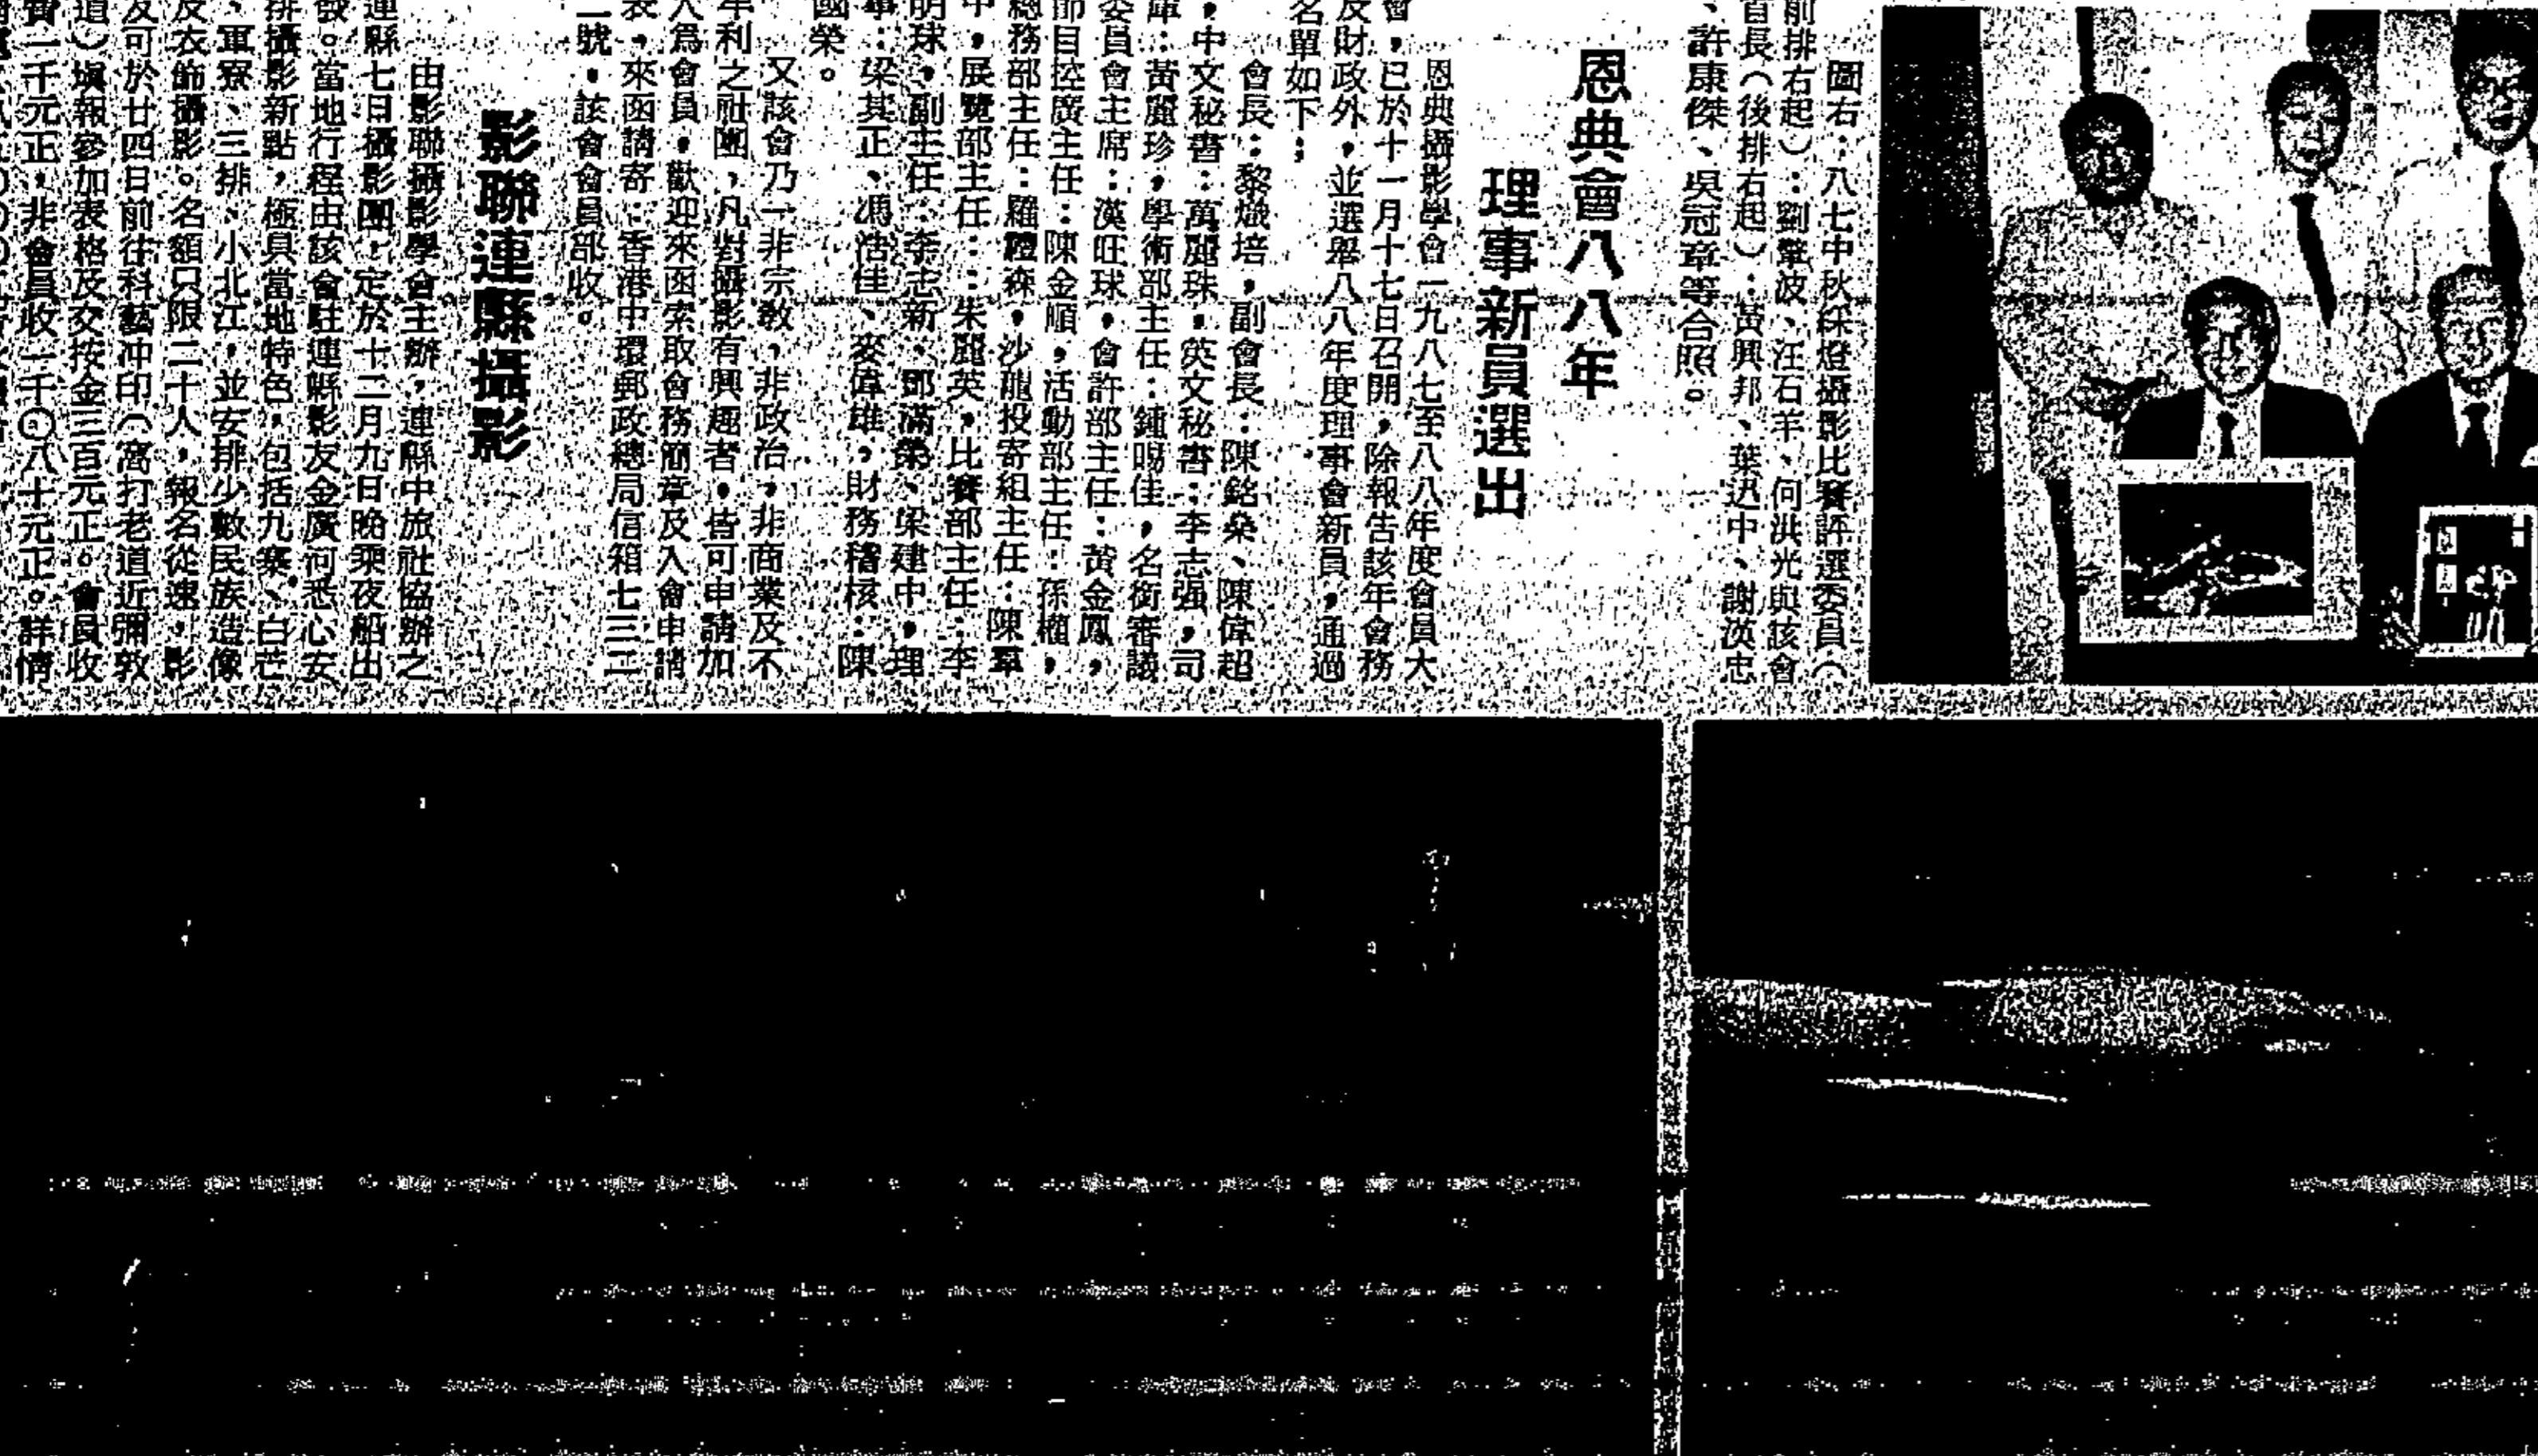 圖右：八七中秋綵燈攝影比賽評選委員（
前排右起）：劉擎波、汪石羊、何洪光與該會
首長（後排右起）：黃興邦、葉迅中、謝漢忠
、許康傑、吳冠章等合照。
恩典會八八年
理事新員選出
恩典攝影學會一九八七至八八年度會員大
會，已於十一月十七日召開，除報告該年會務
及財政外，並選舉八八年度理事會新員，通過
名單如下：
會長：黎熾培，副會長：陳銘燊、陳偉超
，中文秘書：萬麗珠，英文秘書：李志强，司
庫：黃麗珍，學術部主任：鍾賜佳，名銜審議
委員會主席：漢旺球，會許部主任：黃金鳳，
節目控廣主任：陳金順，活動部主任：孫權，
總務部主任：羅禮森，沙龍投寄組主任：陳羣
中，展覽部主任：：朱麗英，比賽部主任：李
明球，副主任：李志新、鄧滿榮、梁建中，理
事：梁其正、馮浩佳、麥偉雄，財務稽核：陳
國榮。
又該會乃一非宗教，非政治，非商業及不
牟利之社團，凡對攝影有興趣者，皆可申請加
入為會員，歡迎來函索取會務簡章及入會申請
表，來函請寄：香港中環郵政總局信箱七三二
二號，該會會員部收。
影聯連縣攝影
由影聯攝影學會主辦，連縣中旅社協辦之
連縣七日攝影團，定於十二月九日晚乘夜船出
發。當地行程由該會駐連縣影友金廣河悉心安
排攝影新點，極具當地特色，包括九寨、白芒
、軍寮、三排、小北江，並安排少數民族造像
及衣飾攝影。名額只限二十人，報名從速，影
友可於廿四日前往科藝冲印（窩打老道近彌敦
道）塡報參加表格及交按金三百元正。會員收
費一千元正，非會員收一千〇八十元正。詳情